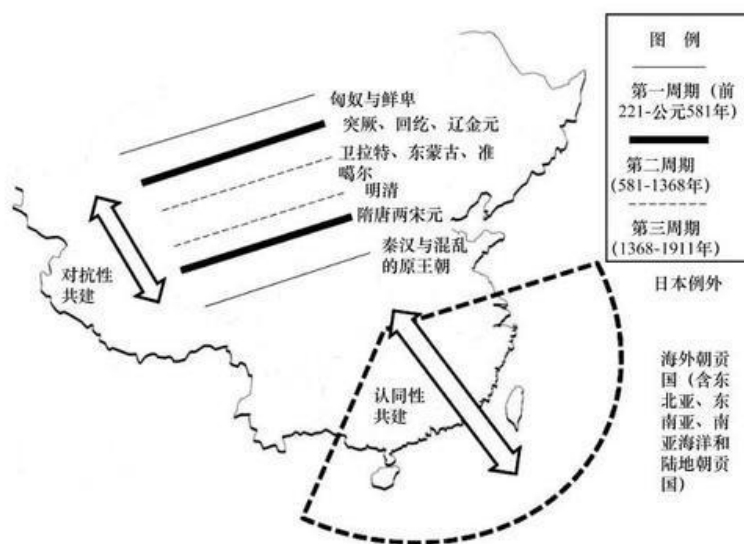 匈奴与鲜卑
突厥、回纥、辽金元
卫拉特、东蒙古、准
噶尔
明清
隋唐两宋元
秦汉与混乱
的原王朝
对抗性
共建
认同性
共建
图 例
第一周期（前
221-公元581年）
第二周期
(581-1368年)
第三周期
(1368-1911年)
日本例外
海外朝贡
国（含东
北亚、东
南亚、南
亚海洋和
陆地朝贡
国）